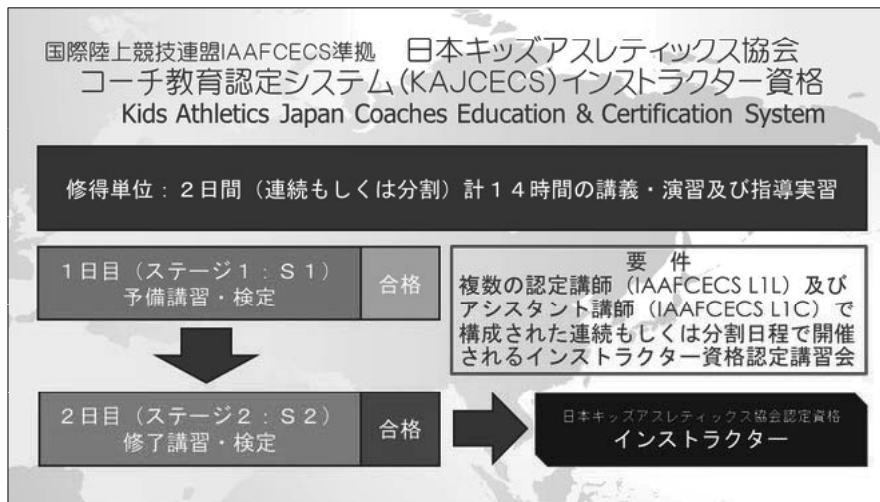 国際陸上競技連盟IAAFCECS準拠 日本キッズアスレティックス協会
コーチ教育認定システム(KAJCECS)インストラクター資格
Kids Athletics Japan Coaches Education & Certification System
修得単位：２日間（連続もしくは分割）計１４時間の講義・演習及び指導実習
１日目（ステージ１：Ｓ１）
予備講習・検定
合格
要　件
複数の認定講師（IAAFCECS L1L）及び
アシスタント講師（IAAFCECS L1C）で
構成された連続もしくは分割日程で開催
されるインストラクター資格認定講習会
２日目（ステージ２：Ｓ２）
修了講習・検定
合格
日本キッズアスレティックス協会認定資格
インストラクター